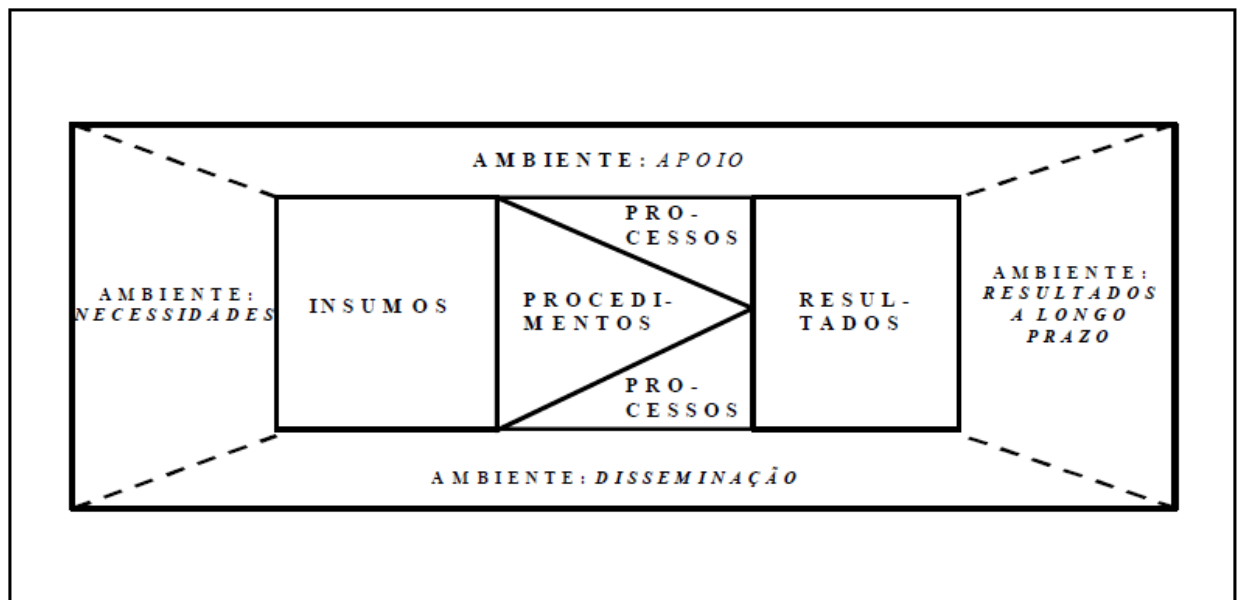 AMBIENTE: APOIO
AMBIENTE:
NECESSIDADES
INSUMOS
PRO-
CESSOS
PROCEDI-
MENTOS
PRO-
CESSOS
RESUL-
TADOS
AMBIENTE:
RESULTADOS
A LONGO
PRAZO
AMBIENTE: DISSEMINAÇÃO